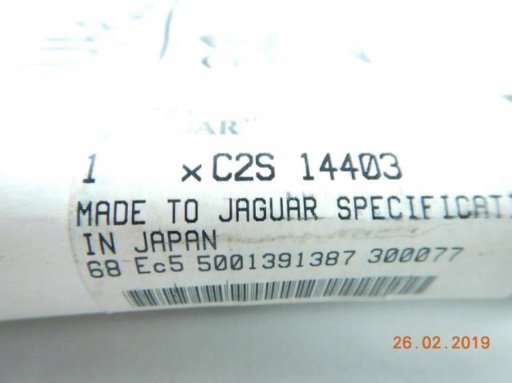 1 x C2S 14403
MADE TO JAGUAR SPECIFICATI
IN JAPAN
68 Ec5 5001391387 300077
26.02.2019